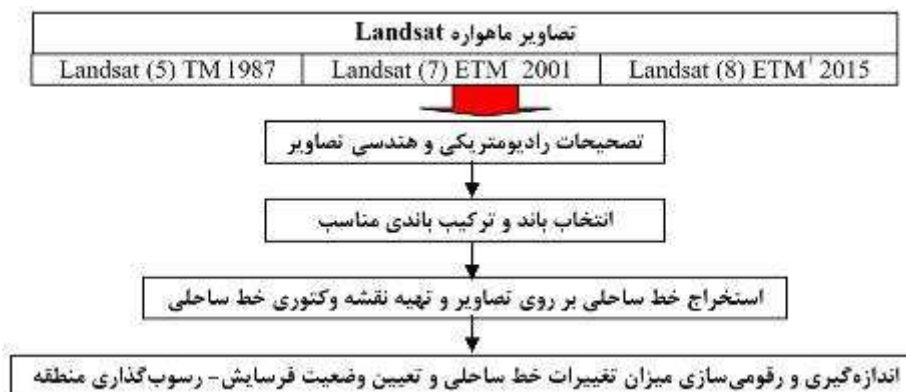 تصاویر ماهواره Landsat
Landsat (5) TM 1987
Landsat (7) ETM 2001
Landsat (8) ETM⁺ 2015
تصحیحات رادیومتریکی و هندسی تصاویر
انتخاب باند و ترکیب باندی مناسب
استخراج خط ساحلی بر روی تصاویر و تهیه نقشه وکتوری خط ساحلی
اندازه‌گیری و رقومی‌سازی میزان تغییرات خط ساحلی و تعیین وضعیت فرسایش- رسوب‌گذاری منطقه